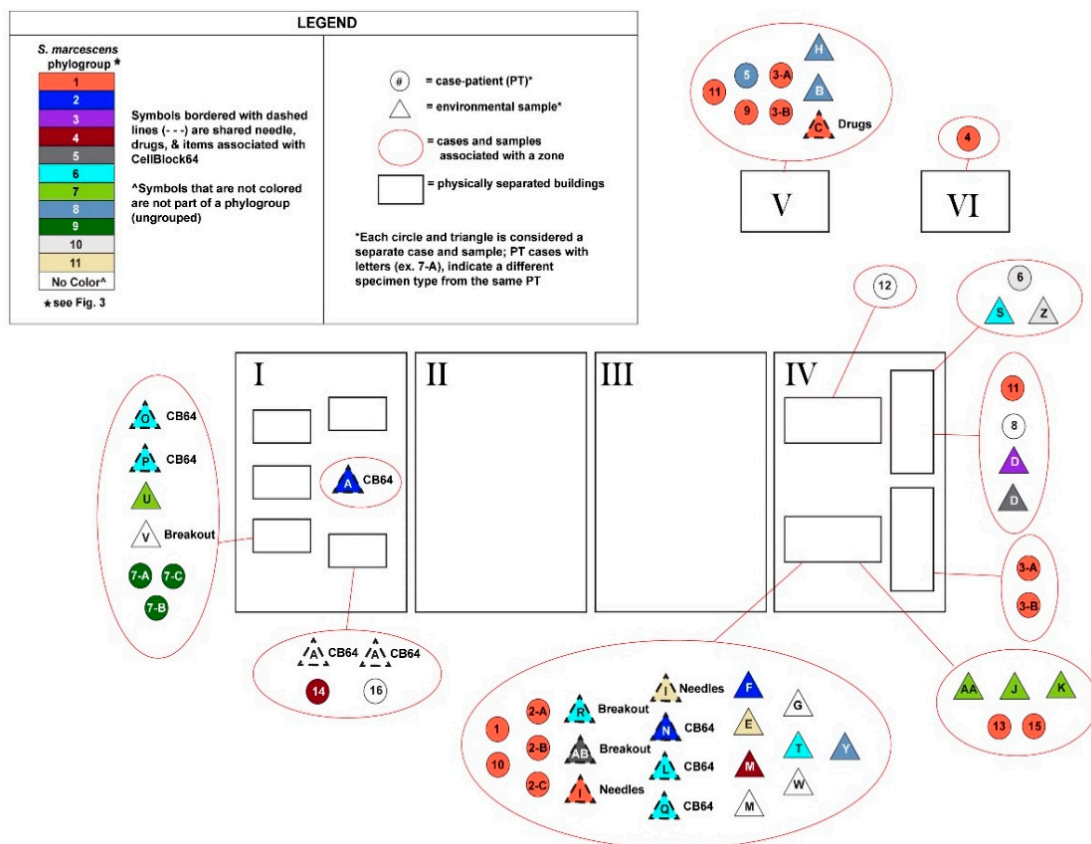 LEGEND
S. marcescens
phylogroup *
1
2
3
4
5
6
7
8
9
10
11
No Color^
* see Fig. 3
Symbols bordered with dashed
lines (- - -) are shared needle,
drugs, & items associated with
CellBlock64
^Symbols that are not colored
are not part of a phylogroup
(ungrouped)
#
= case-patient (PT)*
= environmental sample*
= cases and samples
associated with a zone
= physically separated buildings
*Each circle and triangle is considered a
separate case and sample; PT cases with
letters (ex. 7-A), indicate a different
specimen type from the same PT
H
5
3-A
11
B
9
3-B
C
Drugs
V
4
VI
12
6
S
Z
11
8
D
D
3-A
3-B
I
II
III
IV
O
CB64
P
CB64
U
V
Breakout
7-A
7-C
7-B
A
CB64
A
CB64
A
CB64
14
16
1
10
2-A
2-B
2-C
R
Breakout
AB
Breakout
I
Needles
I
Needles
N
CB64
L
CB64
Q
CB64
F
E
M
M
G
T
Y
W
AA
J
K
13
15